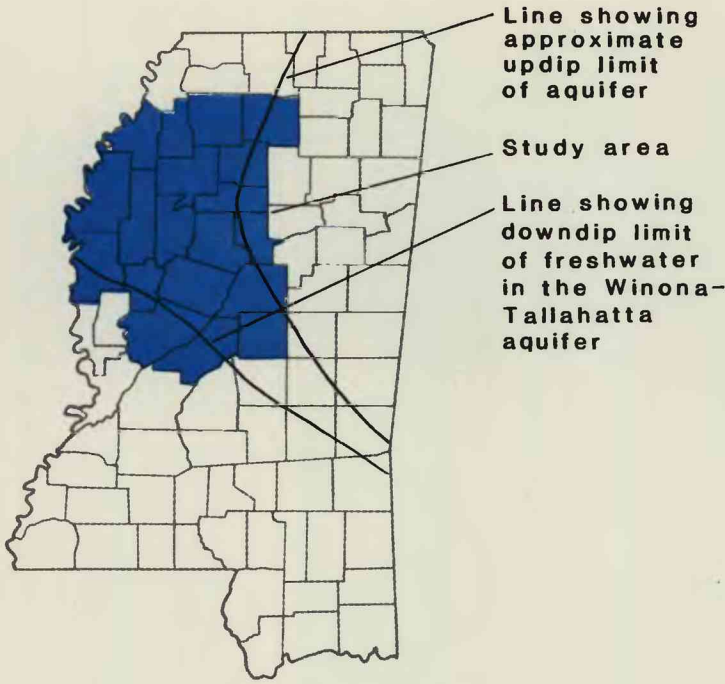 Line showing
approximate
updip limit
of aquifer
Study area
Line showing
downdip limit
of freshwater
in the Winona-
Tallahatta
aquifer